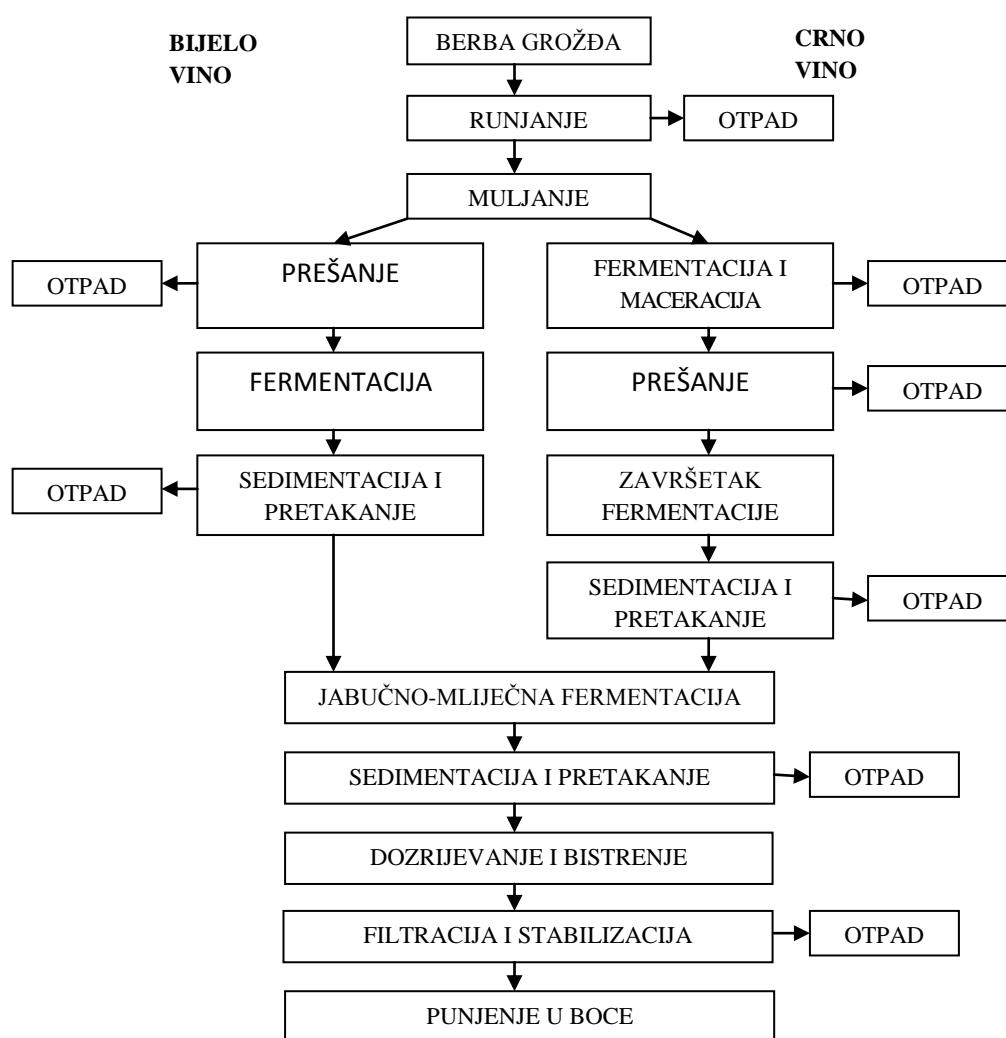 BIJELO
VINO
BERBA GROŽĐA
CRNO
VINO
RUNJANJE
OTPAD
MULJANJE
OTPAD
PREŠANJE
FERMENTACIJA I
MACERACIJA
OTPAD
FERMENTACIJA
PREŠANJE
OTPAD
OTPAD
SEDIMENTACIJA I
PRETAKANJE
ZAVRŠETAK
FERMENTACIJE
SEDIMENTACIJA I
PRETAKANJE
OTPAD
JABUČNO-MLIJEČNA FERMENTACIJA
SEDIMENTACIJA I PRETAKANJE
OTPAD
DOZRIJEVANJE I BISTRENJE
FILTRACIJA I STABILIZACIJA
OTPAD
PUNJENJE U BOCE